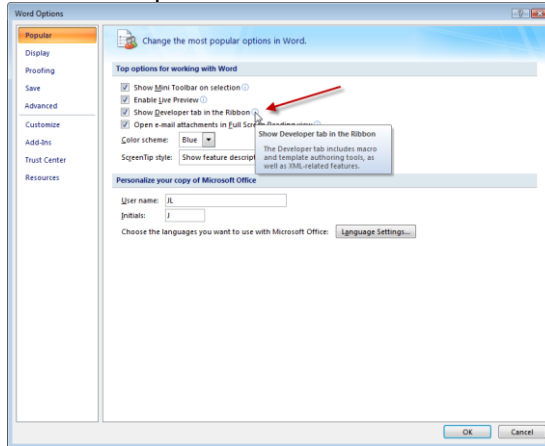 Word Options
Popular
Display
Proofing
Save
Advanced
Customize
Add-Ins
Trust Center
Resources
Change the most popular options in Word.
Top options for working with Word
Show Mini Toolbar on selection
Enable Live Preview
Show Developer tab in the Ribbon
Open e-mail attachments in Full Screen Reading view
Color scheme: Blue
ScreenTip style: Show feature descript
Show Developer tab in the Ribbon
The Developer tab includes macro
and template authoring tools, as
well as XML-related features.
Personalize your copy of Microsoft Office
User name: JL
Initials: J
Choose the languages you want to use with Microsoft Office: Language Settings...
OK Cancel